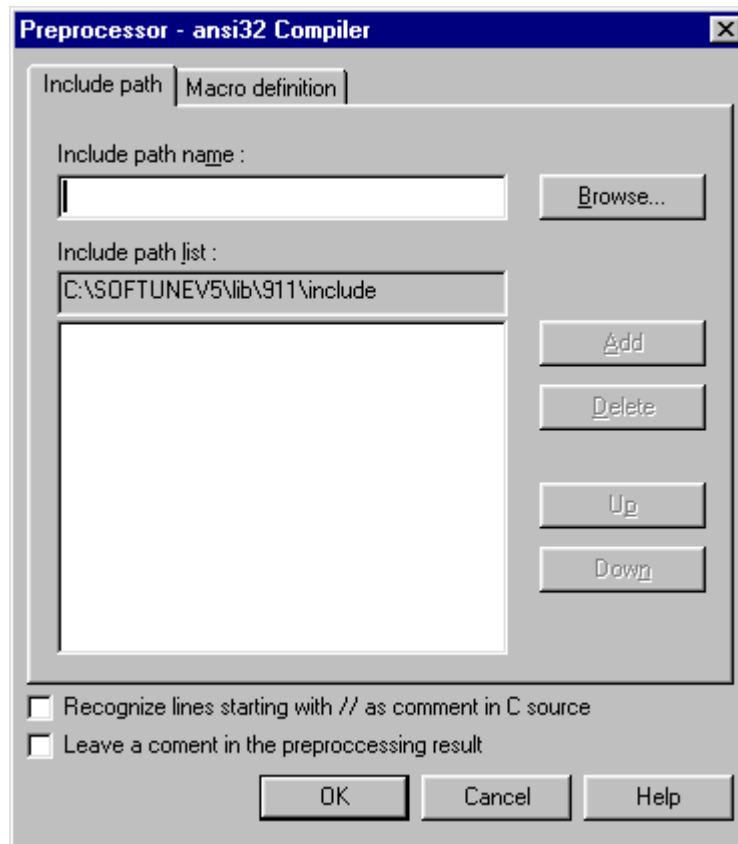 Preprocessor - ansi32 Compiler
Include path
Macro definition
Include path name :
Browse...
Include path list :
C:\SOFTUNEV5\lib\911\include
Add
Delete
Up
Down
Recognize lines starting with // as comment in C source
Leave a coment in the preproccessing result
OK
Cancel
Help